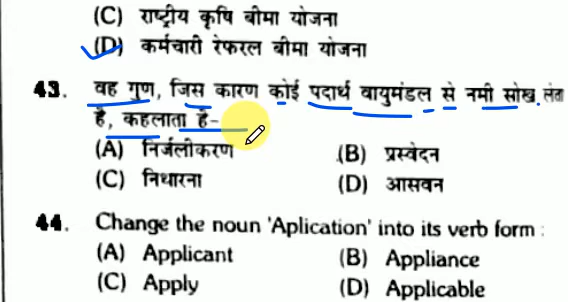 (C) राष्ट्रीय कृषि बीमा योजना
(D) कर्मचारी रेफरल बीमा योजना
43. वह गुण, जिस कारण कोई पदार्थ वायुमंडल से नमी सोख लेता
है, कहलाता है-
(A) निर्जलीकरण (B) प्रस्वेदन
(C) निथारना (D) आसवन
44. Change the noun 'Aplication' into its verb form :
(A) Applicant (B) Appliance
(C) Apply (D) Applicable